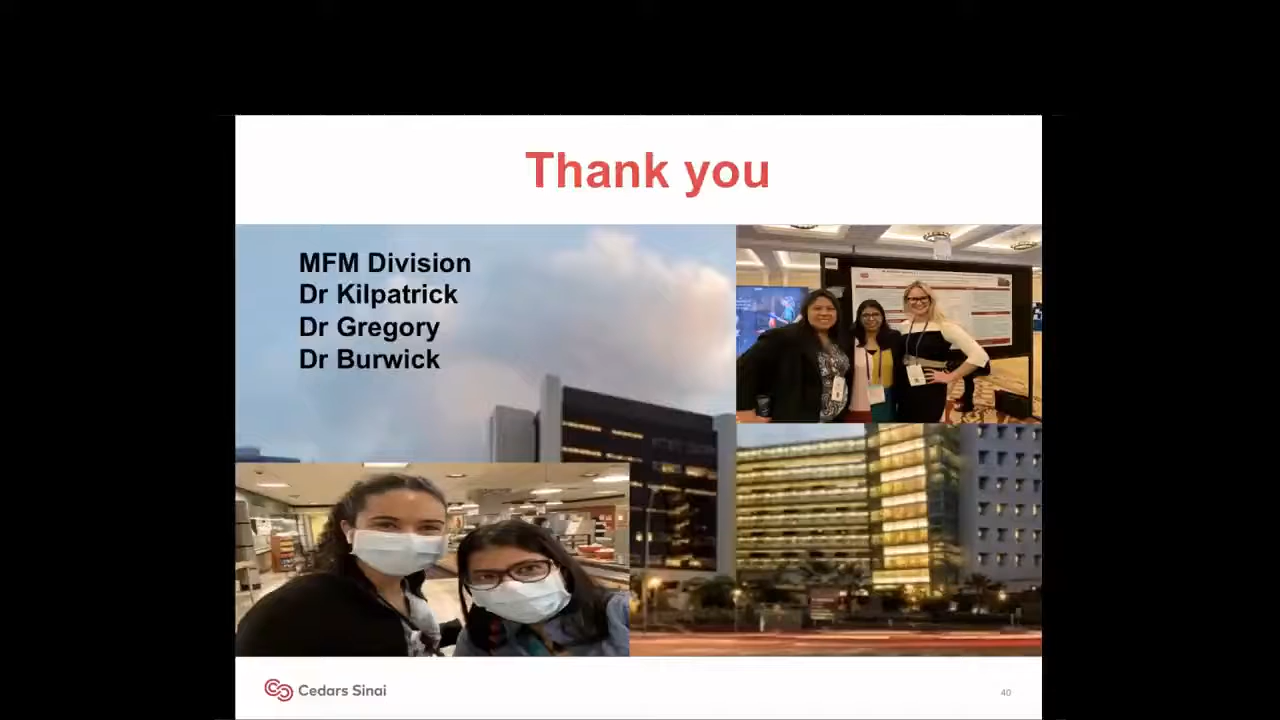 Thank you
MFM Division
Dr Kilpatrick
Dr Gregory
Dr Burwick
Cedars Sinai
40